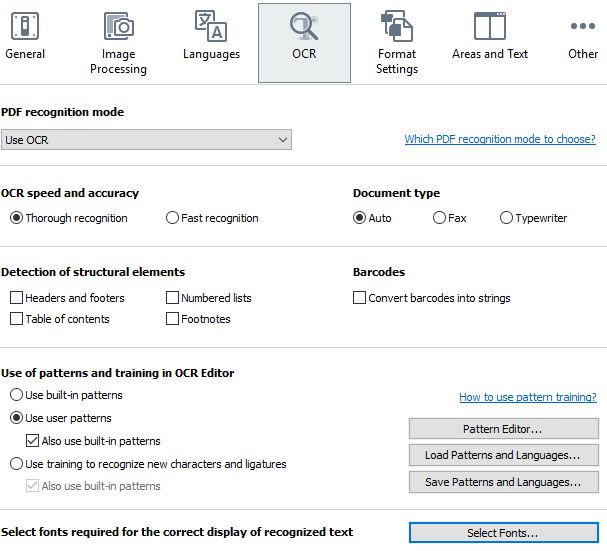 General
Image
Processing
Languages
OCR
Format
Settings
Areas and Text
Other
PDF recognition mode
Use OCR
Which PDF recognition mode to choose?
OCR speed and accuracy
Document type
Thorough recognition
Fast recognition
Auto
Fax
Typewriter
Detection of structural elements
Barcodes
Headers and footers
Numbered lists
Convert barcodes into strings
Table of contents
Footnotes
Use of patterns and training in OCR Editor
Use built-in patterns
How to use pattern training?
Use user patterns
Pattern Editor...
Also use built-in patterns
Load Patterns and Languages...
Use training to recognize new characters and ligatures
Also use built-in patterns
Save Patterns and Languages...
Select fonts required for the correct display of recognized text
Select Fonts...